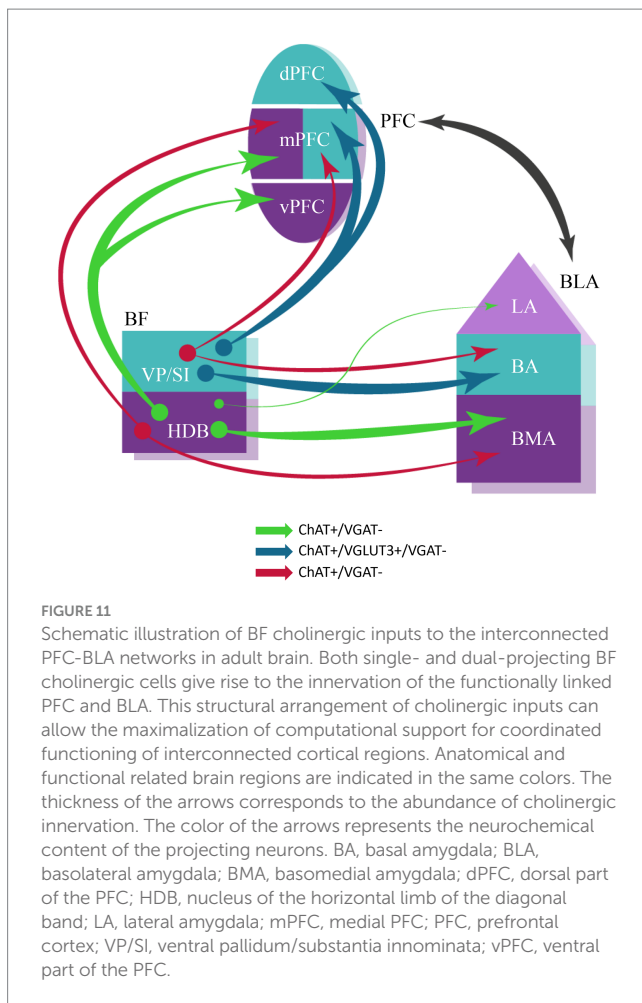 dPFC
PFC
mPFC
vPFC
BLA
LA
BF
VP/SI
BA
HDB
BMA
ChAT+/VGAT-
ChAT+/VGLUT3+/VGAT-
ChAT+/VGAT-
FIGURE 11
Schematic illustration of BF cholinergic inputs to the interconnected
PFC-BLA networks in adult brain. Both single- and dual-projecting BF
cholinergic cells give rise to the innervation of the functionally linked
PFC and BLA. This structural arrangement of cholinergic inputs can
allow the maximalization of computational support for coordinated
functioning of interconnected cortical regions. Anatomical and
functional related brain regions are indicated in the same colors. The
thickness of the arrows corresponds to the abundance of cholinergic
innervation. The color of the arrows represents the neurochemical
content of the projecting neurons. BA, basal amygdala; BLA,
basolateral amygdala; BMA, basomedial amygdala; dPFC, dorsal part
of the PFC; HDB, nucleus of the horizontal limb of the diagonal
band; LA, lateral amygdala; mPFC, medial PFC; PFC, prefrontal
cortex; VP/SI, ventral pallidum/substantia innominata; vPFC, ventral
part of the PFC.